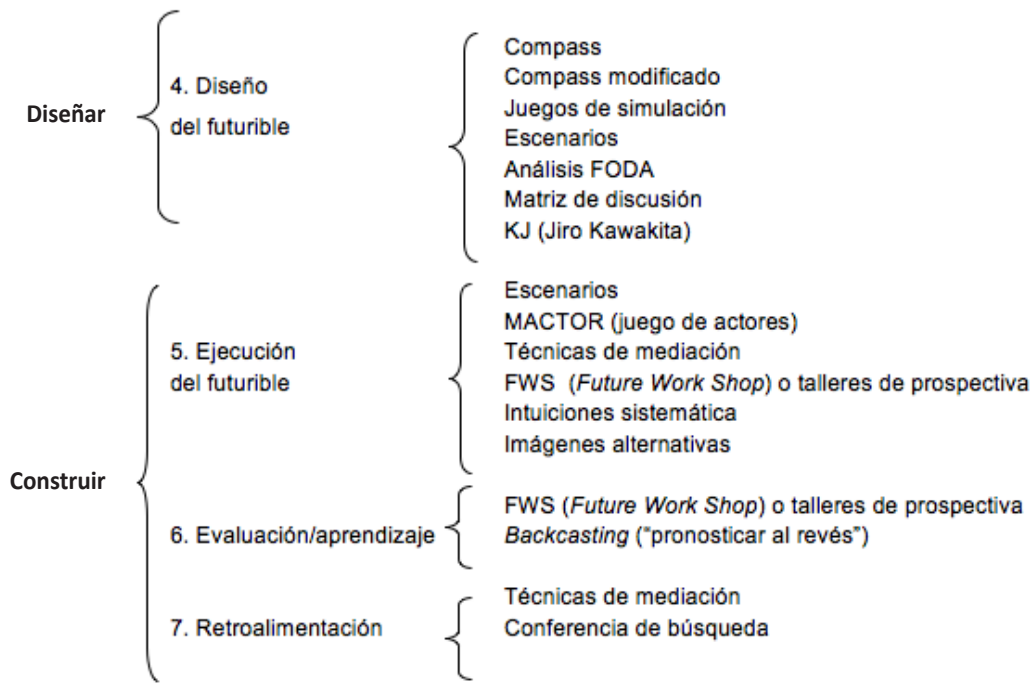 Diseñar
4. Diseño
del futurible
Compass
Compass modificado
Juegos de simulación
Escenarios
Análisis FODA
Matriz de discusión
KJ (Jiro Kawakita)
Construir
5. Ejecución
del futurible
Escenarios
MACTOR (juego de actores)
Técnicas de mediación
FWS (Future Work Shop) o talleres de prospectiva
Intuiciones sistemática
Imágenes alternativas
6. Evaluación/aprendizaje
FWS (Future Work Shop) o talleres de prospectiva
Backcasting (“pronosticar al revés”)
7. Retroalimentación
Técnicas de mediación
Conferencia de búsqueda